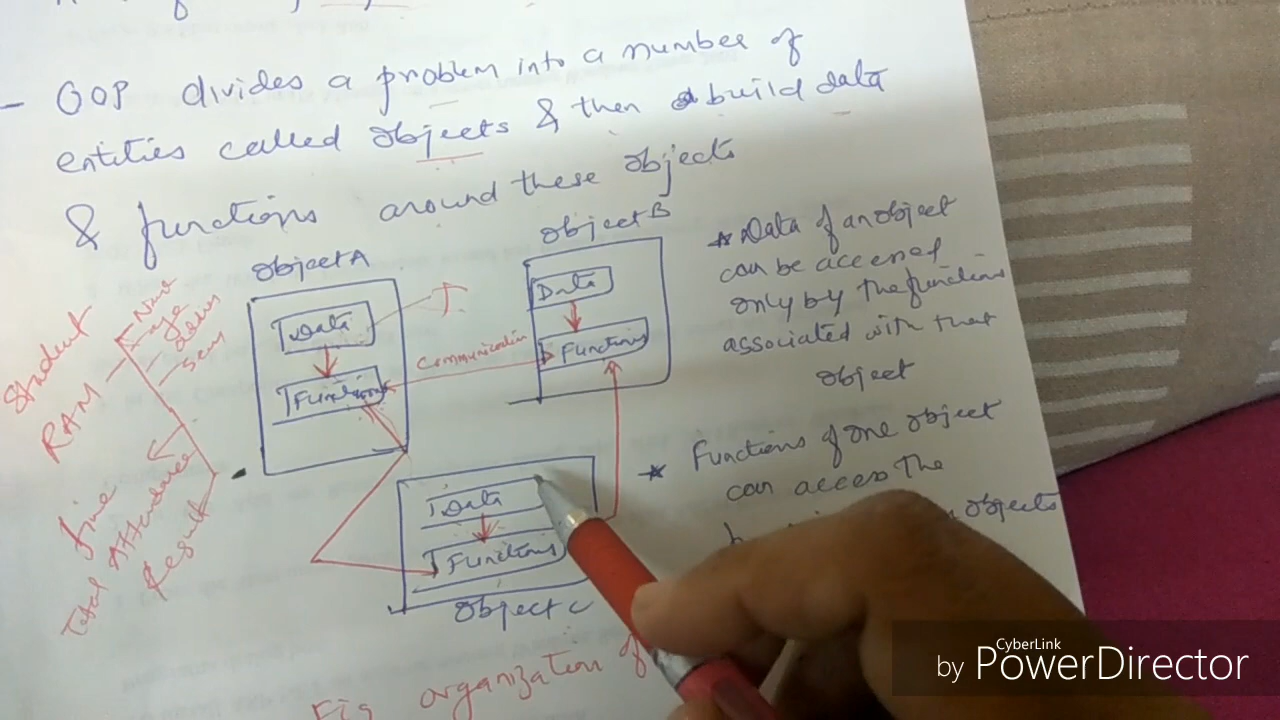 - OOP divides a problem into a number of
entities called objects & then build data
& functions around these objects
Object A
Data
Functions
Object B
Data
Functions
Communication
Data
Functions
Object C
* Data of an object
can be accessed
only by the functions
associated with that
object
* Functions of one object
can access the
objects
Student
RAM
Name
age
sem
fine
Total Attendance
Result
Fig organization of
CyberLink
by PowerDirector